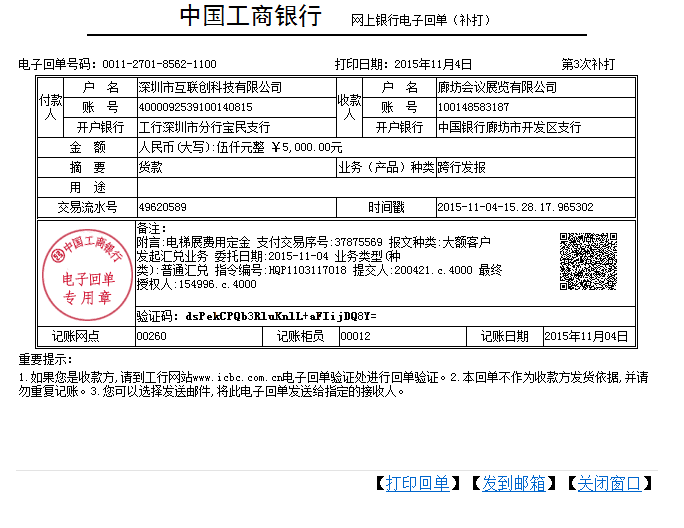 中国工商银行 网上银行电子回单（补打）
电子回单号码：0011-2701-8562-1100 打印日期：2015年11月4日 第3次补打
付款人 户 名 深圳市互联创科技有限公司 收款人 户 名 廊坊会议展览有限公司
账 号 4000092539100140815 账 号 100148583187
开户银行 工行深圳市分行宝民支行 开户银行 中国银行廊坊市开发区支行
金 额 人民币(大写):伍仟元整 ￥5,000.00元
摘 要 货款 业务（产品）种类 跨行发报
用 途
交易流水号 49620589 时间戳 2015-11-04-15.28.17.965302
中国工商银行
电子回单
专用章
备注：
附言:电梯展费用定金 支付交易序号:37875569 报文种类:大额客户
发起汇兑业务 委托日期:2015-11-04 业务类型(种
类):普通汇兑 指令编号:HQP1103117018 提交人:200421.c.4000 最终
授权人:154996.c.4000
验证码：dsPekCPQb3RluKnlL+aFIijDQ8Y=
记账网点 00260 记账柜员 00012 记账日期 2015年11月04日
重要提示：
1.如果您是收款方,请到工行网站www.icbc.com.cn电子回单验证处进行回单验证。2.本回单不作为收款方发货依据,并请
勿重复记账。3.您可以选择发送邮件,将此电子回单发送给指定的接收人。
【打印回单】【发到邮箱】【关闭窗口】